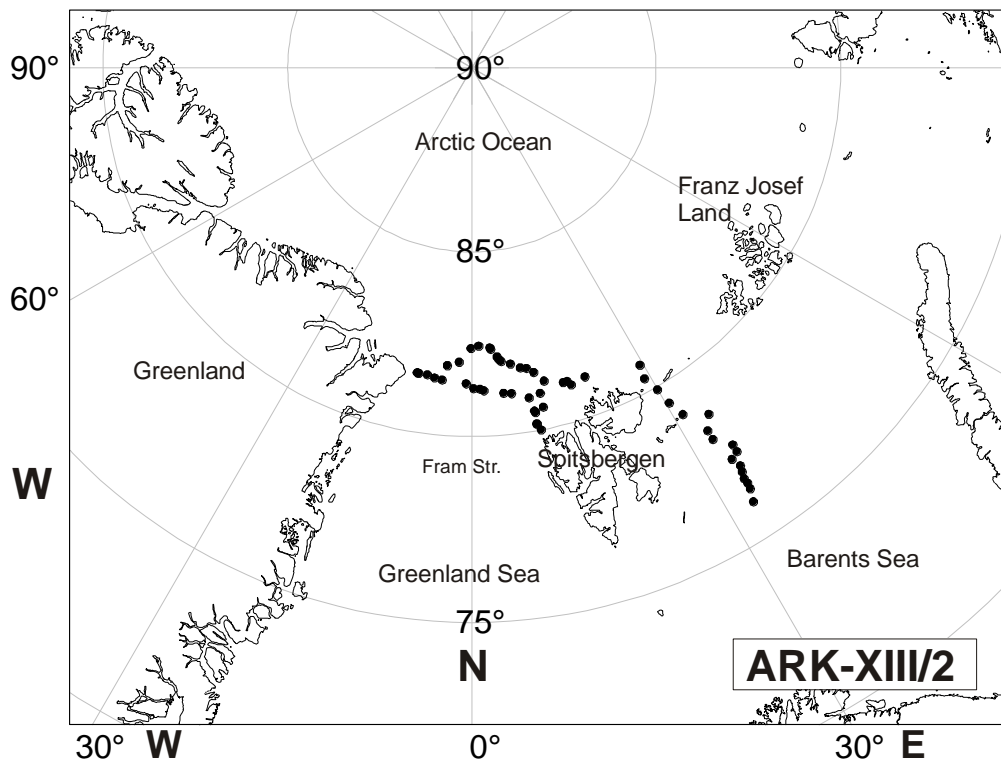 90°
90°
Arctic Ocean
Franz Josef
Land
85°
60°
Greenland
Fram Str.
Spitsbergen
W
Barents Sea
Greenland Sea
75°
N
ARK-XIII/2
30°
W
0°
30°
E